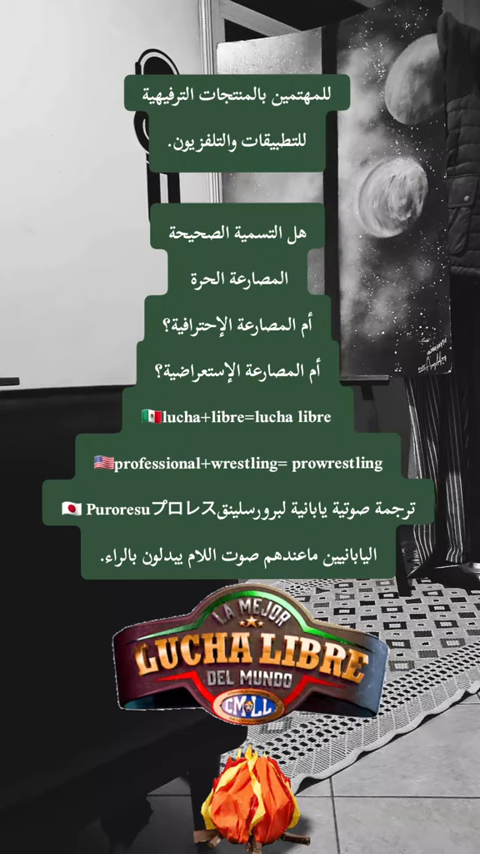 للمهتمين بالمنتجات الترفيهية
للتطبيقات والتلفزيون.
هل التسمية الصحيحة
المصارعة الحرة
أم المصارعة الإحترافية؟
أم المصارعة الإستعراضية؟
🇲🇽lucha+libre=lucha libre
🇺🇸professional+wrestling= prowrestling
ترجمة صوتية يابانية لبرورسلينق🇯🇵 Puroresuプロレス
اليابانيين ماعندهم صوت اللام يبدلون بالراء.
LA MEJOR
LUCHA LIBRE
DEL MUNDO
CMLL